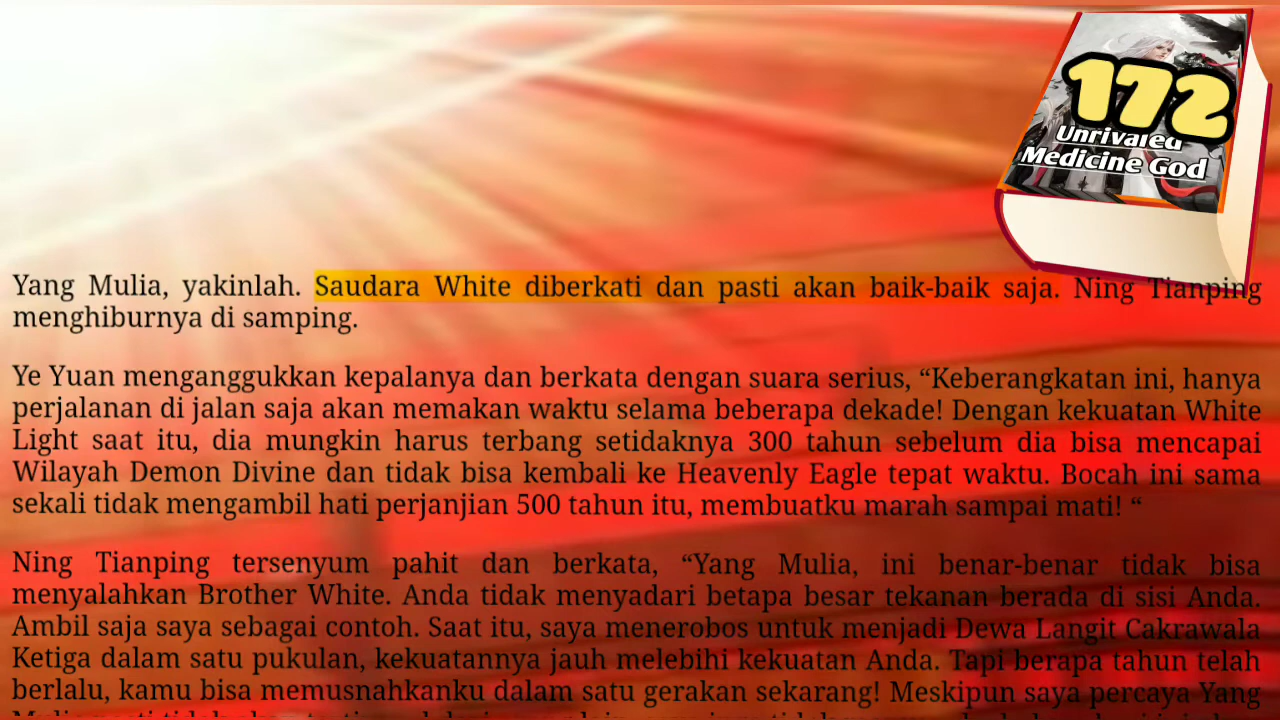 172
Unrivaled
Medicine God
Yang Mulia, yakinlah. Saudara White diberkati dan pasti akan baik-baik saja. Ning Tianping
menghiburnya di samping.
Ye Yuan menganggukkan kepalanya dan berkata dengan suara serius, “Keberangkatan ini, hanya
perjalanan di jalan saja akan memakan waktu selama beberapa dekade! Dengan kekuatan White
Light saat itu, dia mungkin harus terbang setidaknya 300 tahun sebelum dia bisa mencapai
Wilayah Demon Divine dan tidak bisa kembali ke Heavenly Eagle tepat waktu. Bocah ini sama
sekali tidak mengambil hati perjanjian 500 tahun itu, membuatku marah sampai mati! “
Ning Tianping tersenyum pahit dan berkata, “Yang Mulia, ini benar-benar tidak bisa
menyalahkan Brother White. Anda tidak menyadari betapa besar tekanan berada di sisi Anda.
Ambil saja saya sebagai contoh. Saat itu, saya menerobos untuk menjadi Dewa Langit Cakrawala
Ketiga dalam satu pukulan, kekuatannya jauh melebihi kekuatan Anda. Tapi berapa tahun telah
berlalu, kamu bisa memusnahkanku dalam satu gerakan sekarang! Meskipun saya percaya Yang